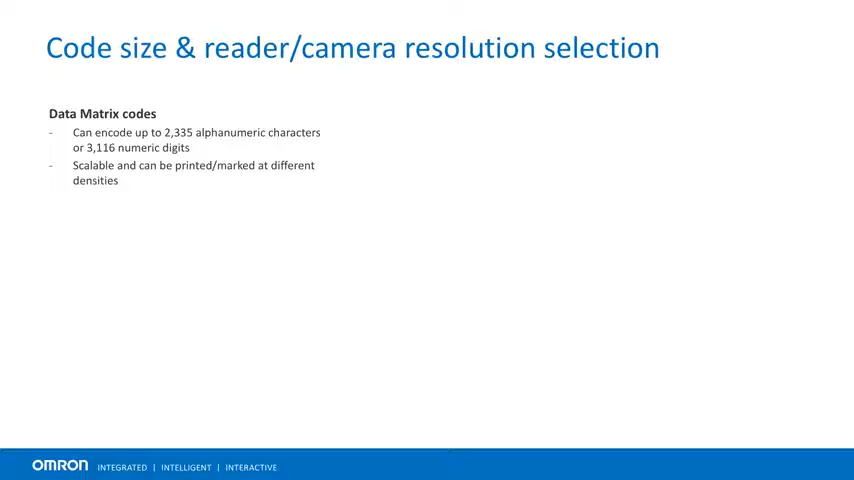 Code size & reader/camera resolution selection
Data Matrix codes
- Can encode up to 2,335 alphanumeric characters
or 3,116 numeric digits
- Scalable and can be printed/marked at different
densities
OMRON INTEGRATED | INTELLIGENT | INTERACTIVE